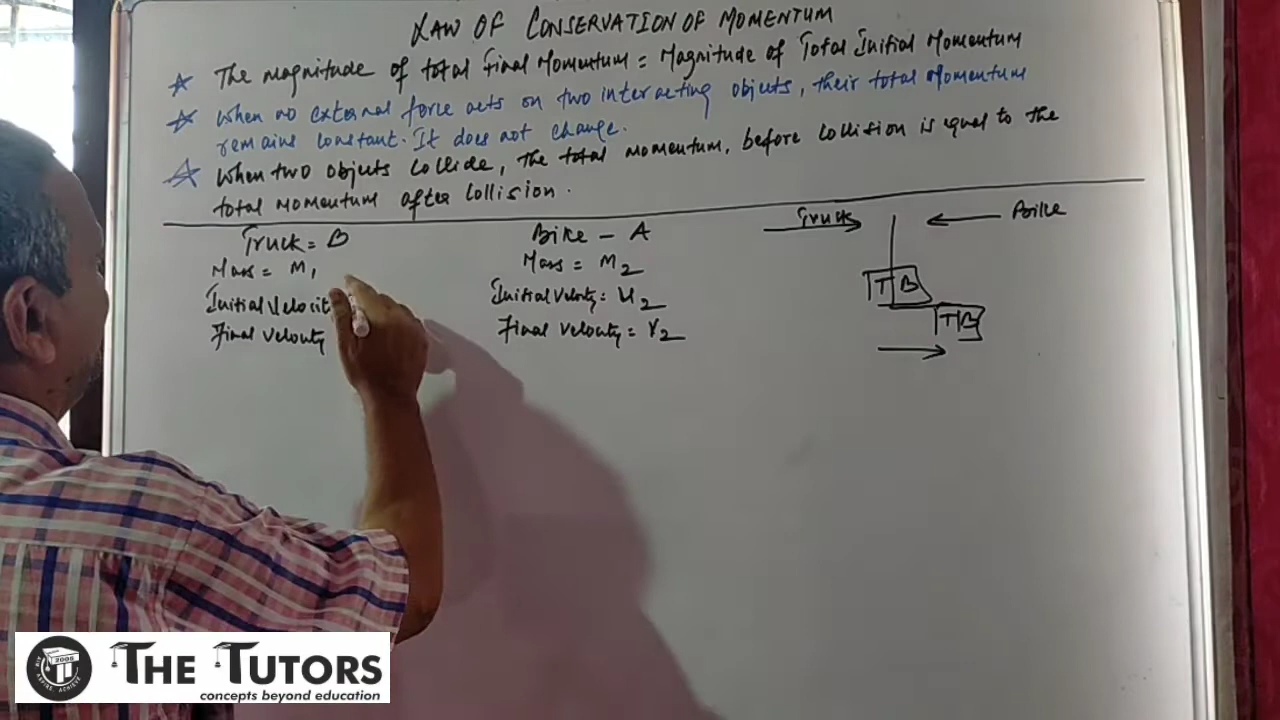 LAW OF CONSERVATION OF MOMENTUM
The magnitude of total Final Momentum = Magnitude of Total Initial Momentum
When no external force acts on two interacting objects, their total Momentum
remains constant. It does not change.
When two objects collide, the total momentum, before collision is equal to the
total momentum after collision.
Truck = B
Mass = M1
Initial Velocit
Final Velocity
Bike - A
Mass = M2
Initial Velocity = U2
Final Velocity = V2
Truck
Bike
T B
T B
THE TUTORS
concepts beyond education
2005